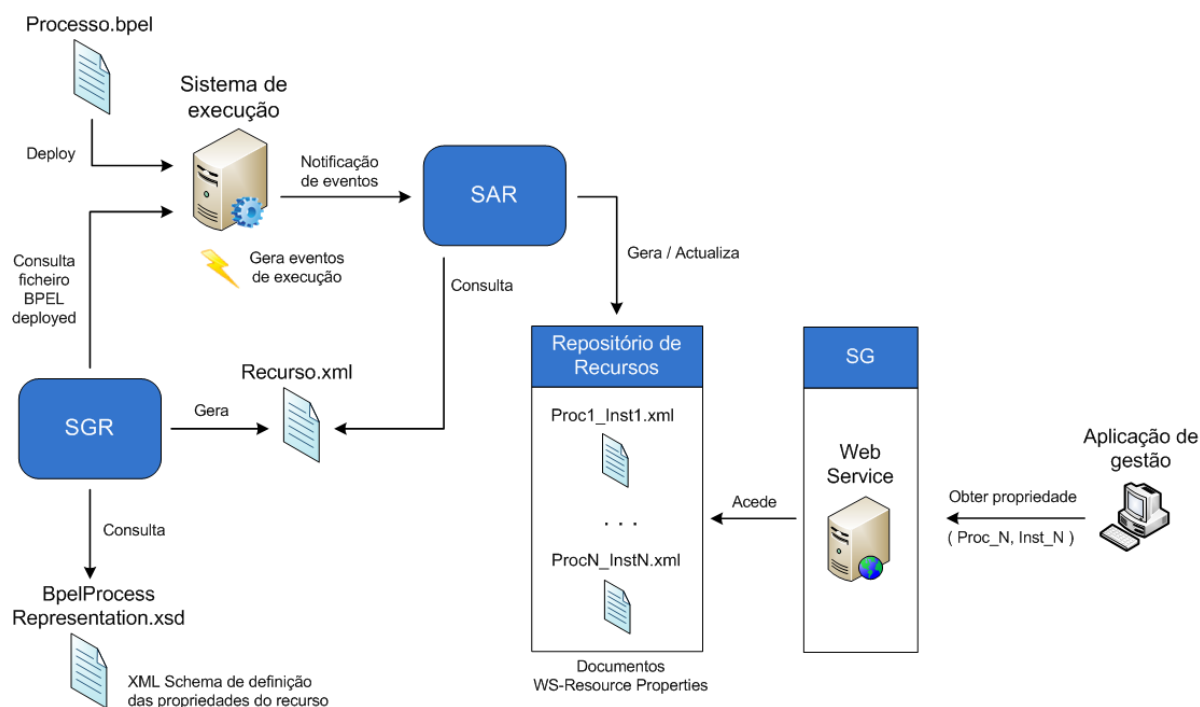 Processo.bpel
Sistema de
execução
Deploy
Notificação
de eventos
SAR
Gera / Actualiza
Consulta
ficheiro
BPEL
deployed
Gera eventos
de execução
Consulta
Repositório de
Recursos
SG
Recurso.xml
SGR
Gera
Proc1_Inst1.xml
. . .
ProcN_InstN.xml
Web
Service
Acede
Obter propriedade
( Proc_N, Inst_N )
Aplicação de
gestão
Consulta
BpelProcess
Representation.xsd
XML Schema de definição
das propriedades do recurso
Documentos
WS-Resource Properties